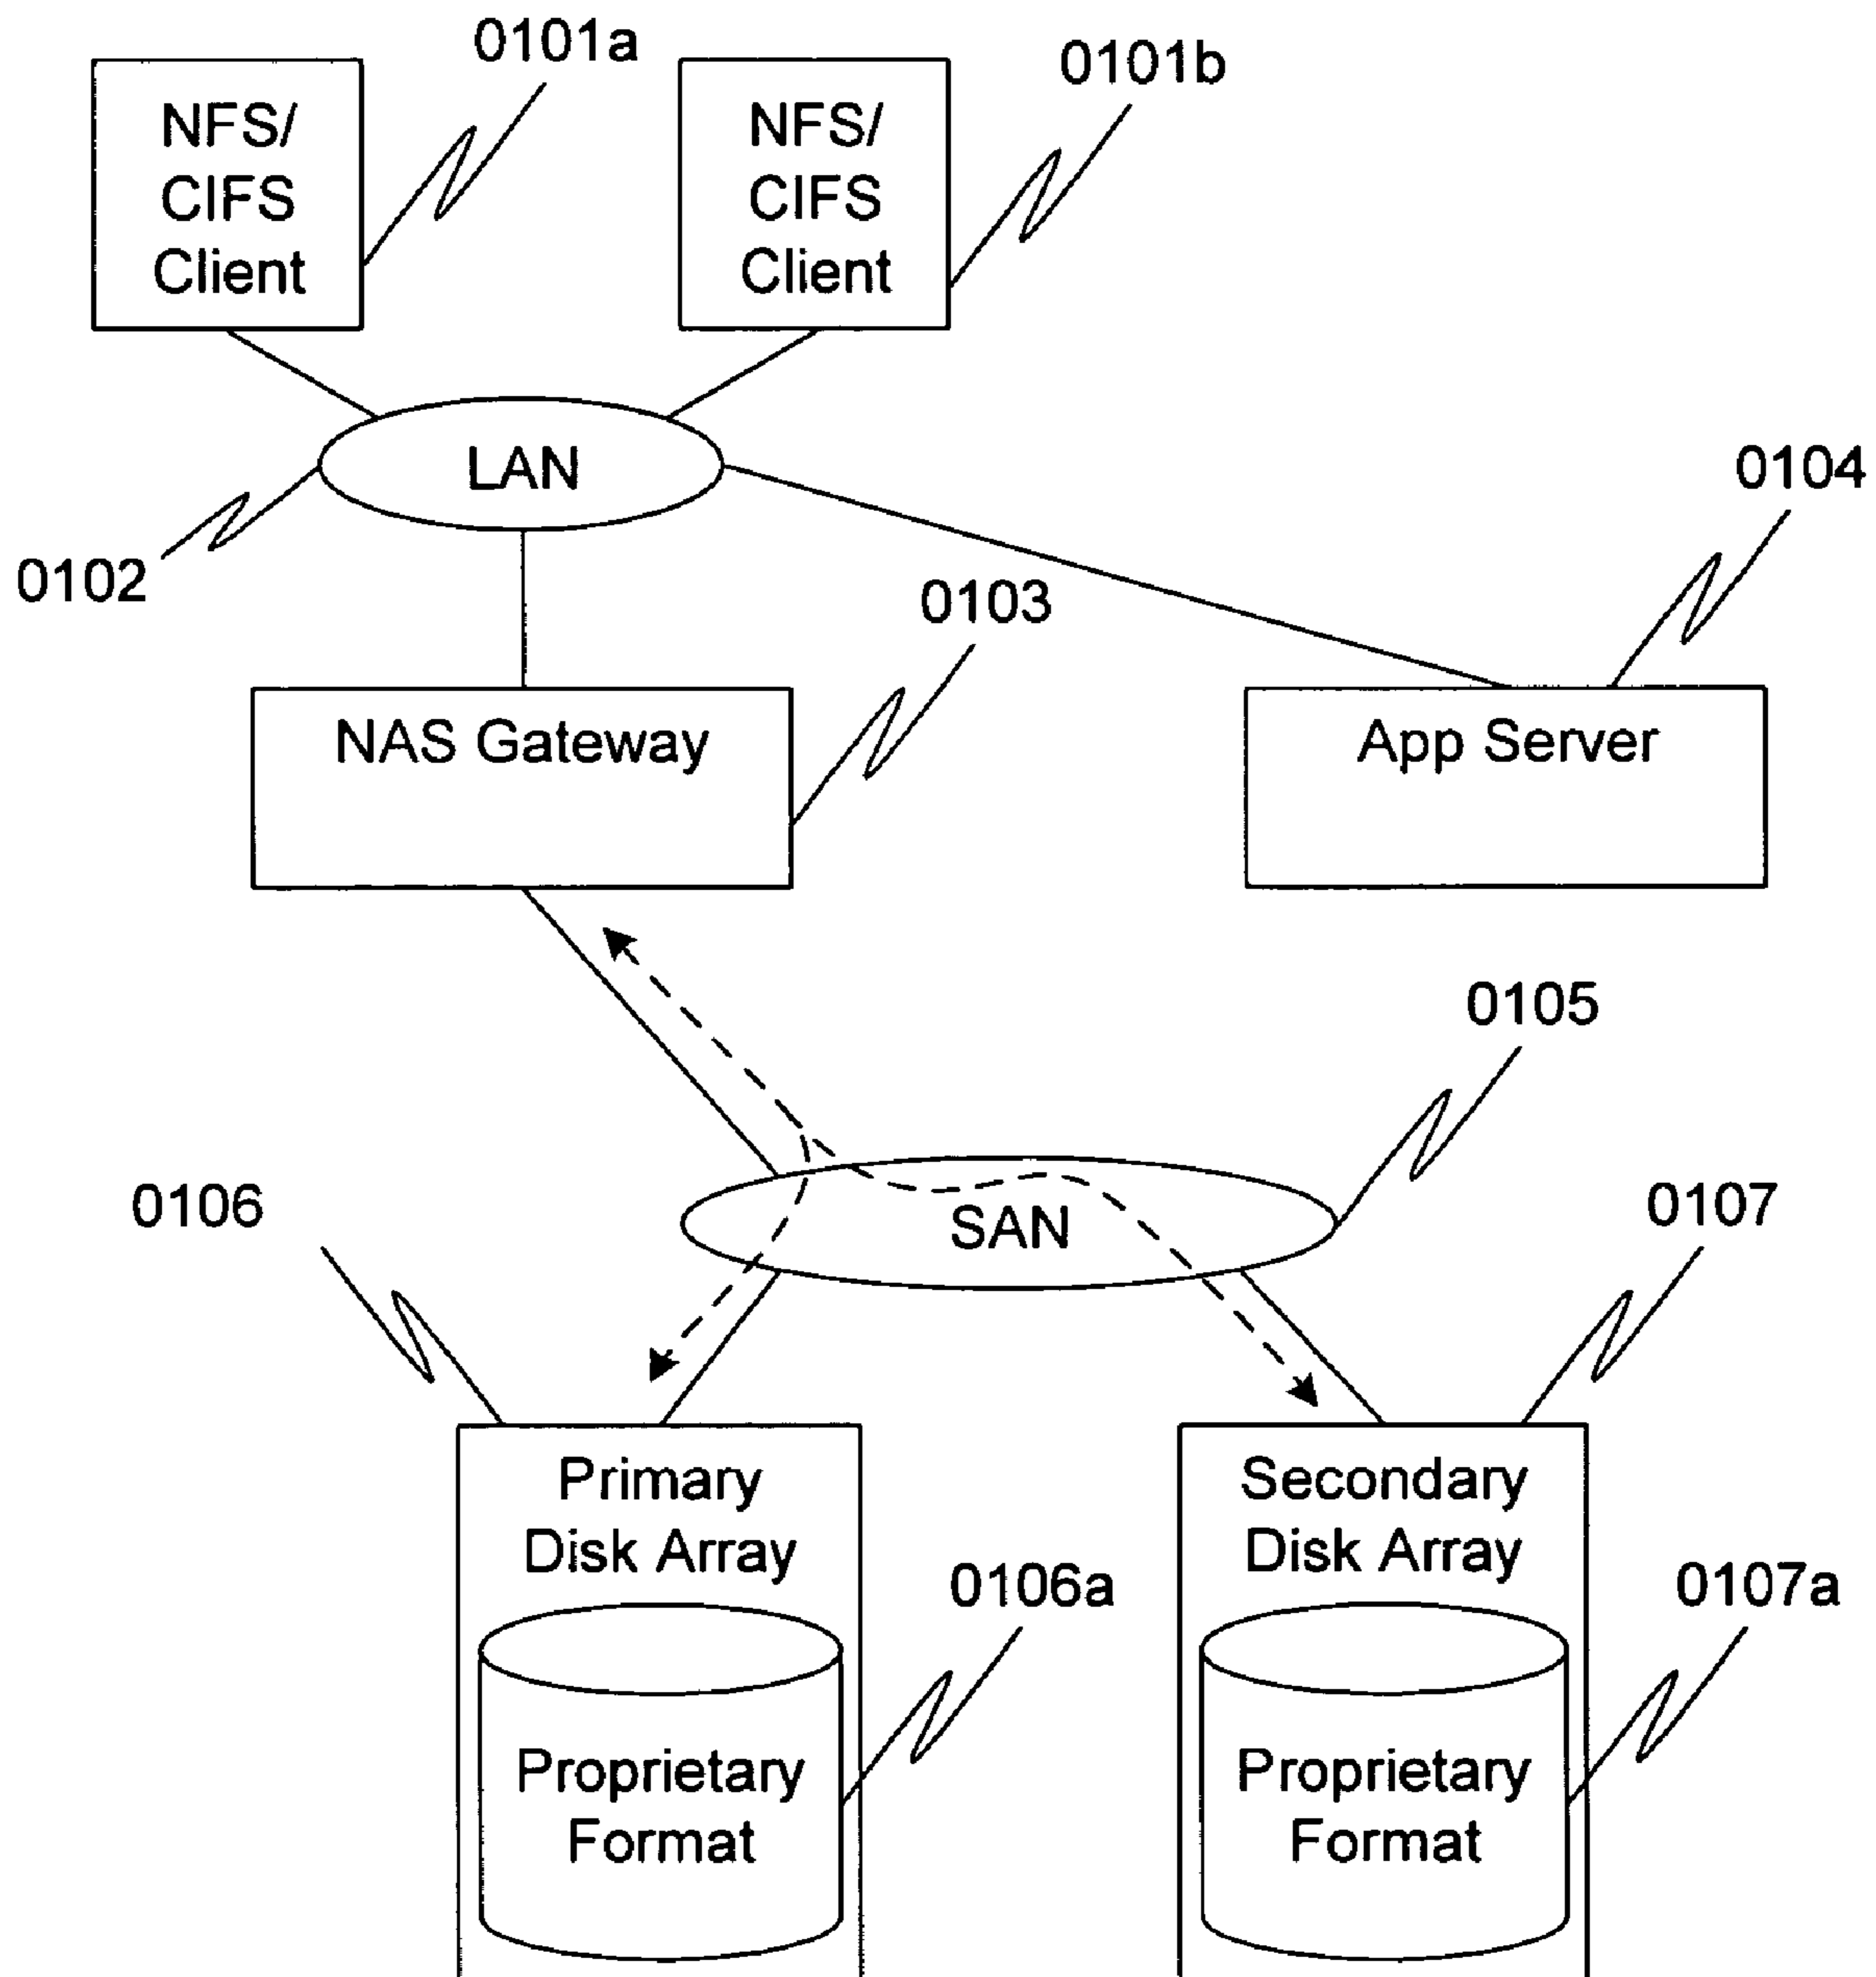 0101a
0101b
NFS/
CIFS
Client
NFS/
CIFS
Client
LAN
0102
0104
0103
NAS Gateway
App Server
0105
0106
0107
SAN
Primary
Disk Array
Secondary
Disk Array
0106a
0107a
Proprietary
Format
Proprietary
Format